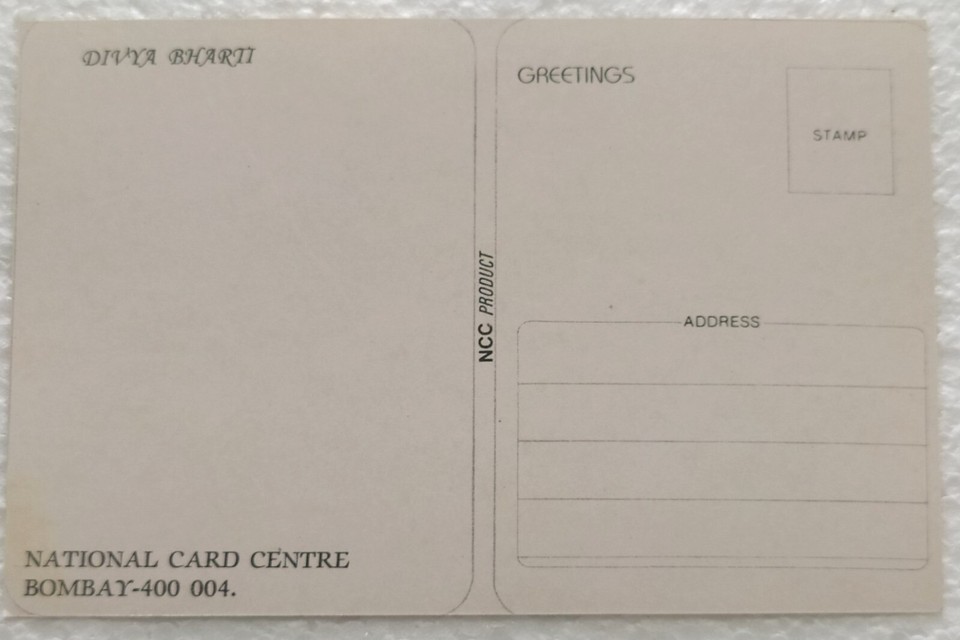 DIVYA BHARTI
NATIONAL CARD CENTRE
BOMBAY-400 004.
NCC PRODUCT
GREETINGS
STAMP
ADDRESS